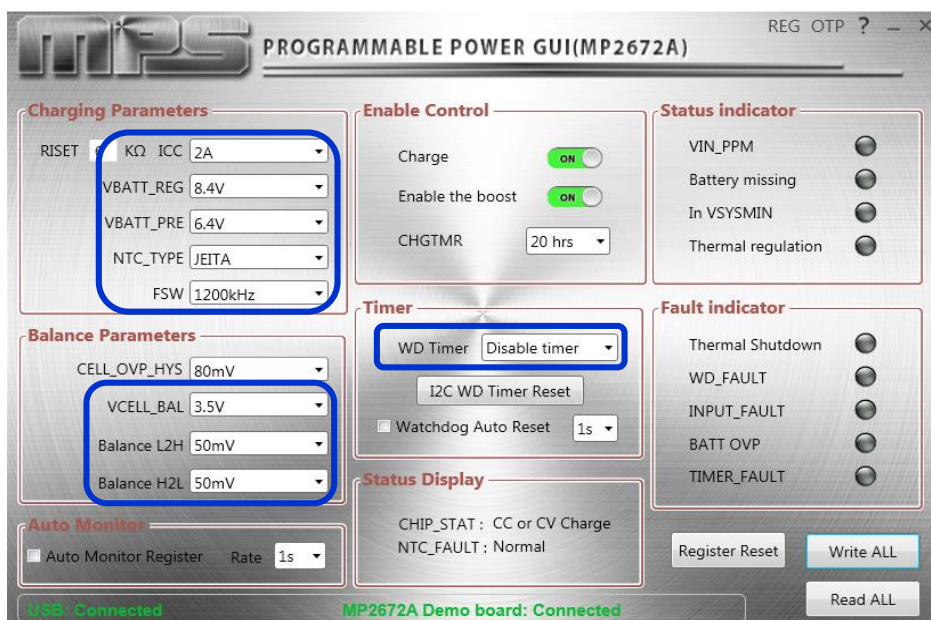 REG OTP ? – ×
MPS PROGRAMMABLE POWER GUI(MP2672A)
Charging Parameters
RISET KΩ ICC 2A
VBATT_REG 8.4V
VBATT_PRE 6.4V
NTC_TYPE JEITA
FSW 1200kHz
Balance Parameters
CELL_OVP_HYS 80mV
VCELL_BAL 3.5V
Balance L2H 50mV
Balance H2L 50mV
Auto Monitor
Auto Monitor Register Rate 1s
Enable Control
Charge ON
Enable the boost ON
CHGTMR 20 hrs
Timer
WD Timer Disable timer
I2C WD Timer Reset
Watchdog Auto Reset 1s
Status Display
CHIP_STAT : CC or CV Charge
NTC_FAULT : Normal
Status indicator
VIN_PPM
Battery missing
In VSYSMIN
Thermal regulation
Fault indicator
Thermal Shutdown
WD_FAULT
INPUT_FAULT
BATT OVP
TIMER_FAULT
Register Reset Write ALL
Read ALL
USB: Connected MP2672A Demo board: Connected